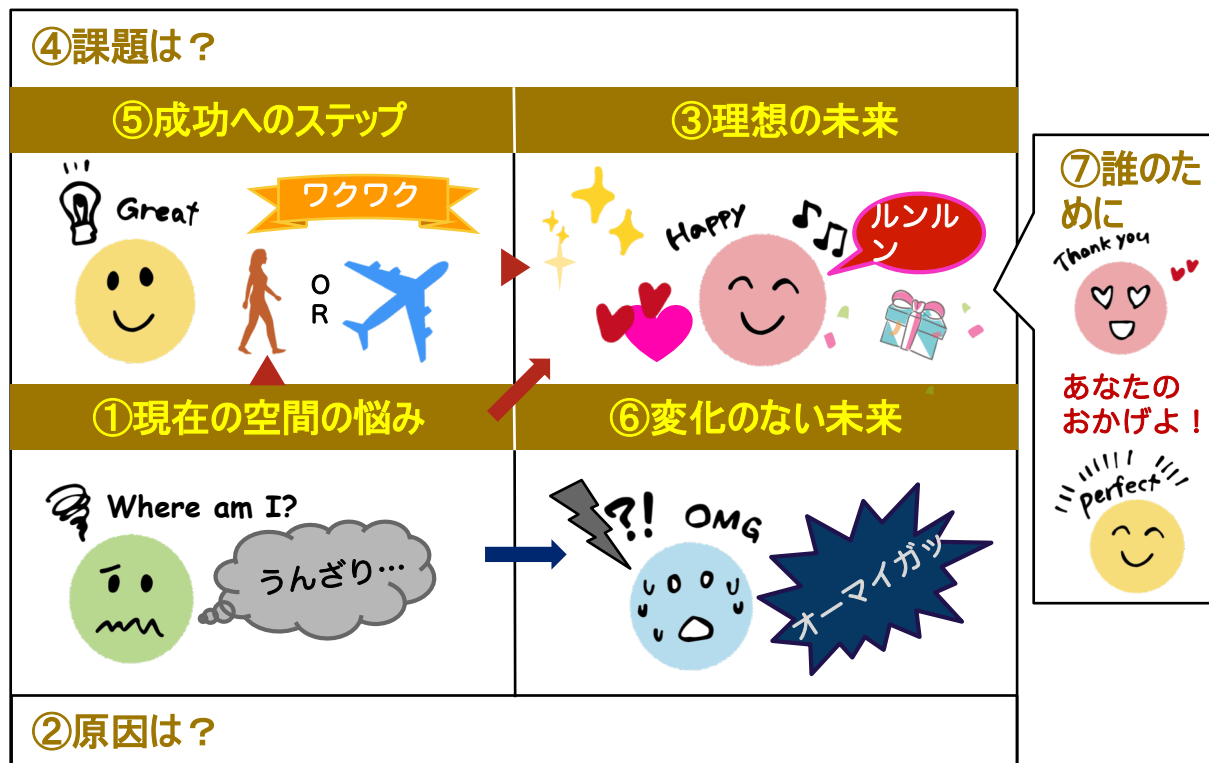 ④課題は？
⑤成功へのステップ
③理想の未来
Great
ワクワク
O
R
Happy
ルンル
ン
①現在の空間の悩み
⑥変化のない未来
Where am I?
うんざり…
?!
OMG
オーマイガッ
②原因は？
⑦誰のた
めに
Thank you
あなたの
おかげよ！
perfect